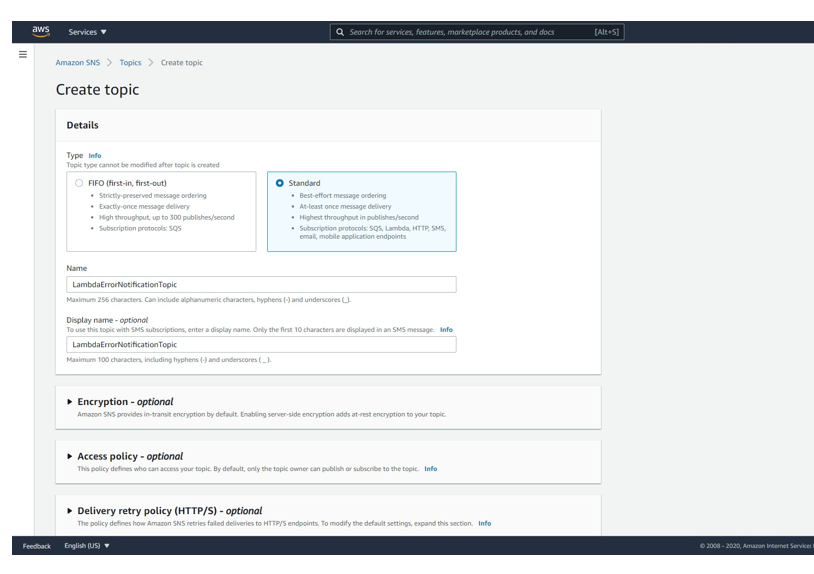 aws
Services ▼
Search for services, features, marketplace products, and docs [Alt+S]
Amazon SNS > Topics > Create topic
Create topic
Details
Type Info
Topic type cannot be modified after topic is created
FIFO (first-in, first-out)
• Strictly-preserved message ordering
• Exactly-once message delivery
• High throughput, up to 300 publishes/second
• Subscription protocols: SQS
Standard
• Best-effort message ordering
• At-least once message delivery
• Highest throughput in publishes/second
• Subscription protocols: SQS, Lambda, HTTP, SMS,
email, mobile application endpoints
Name
LambdaErrorNotificationTopic
Maximum 256 characters. Can include alphanumeric characters, hyphens (-) and underscores (_).
Display name - optional
To use this topic with SMS subscriptions, enter a display name. Only the first 10 characters are displayed in an SMS message. Info
LambdaErrorNotificationTopic
Maximum 100 characters, including hyphens (-) and underscores ( _ ).
▶ Encryption - optional
Amazon SNS provides in-transit encryption by default. Enabling server-side encryption adds at-rest encryption to your topic.
▶ Access policy - optional
This policy defines who can access your topic. By default, only the topic owner can publish or subscribe to the topic. Info
▶ Delivery retry policy (HTTP/S) - optional
The policy defines how Amazon SNS retries failed deliveries to HTTP/S endpoints. To modify the default settings, expand this section. Info
Feedback English (US) ▼
© 2008 - 2020, Amazon Internet Services